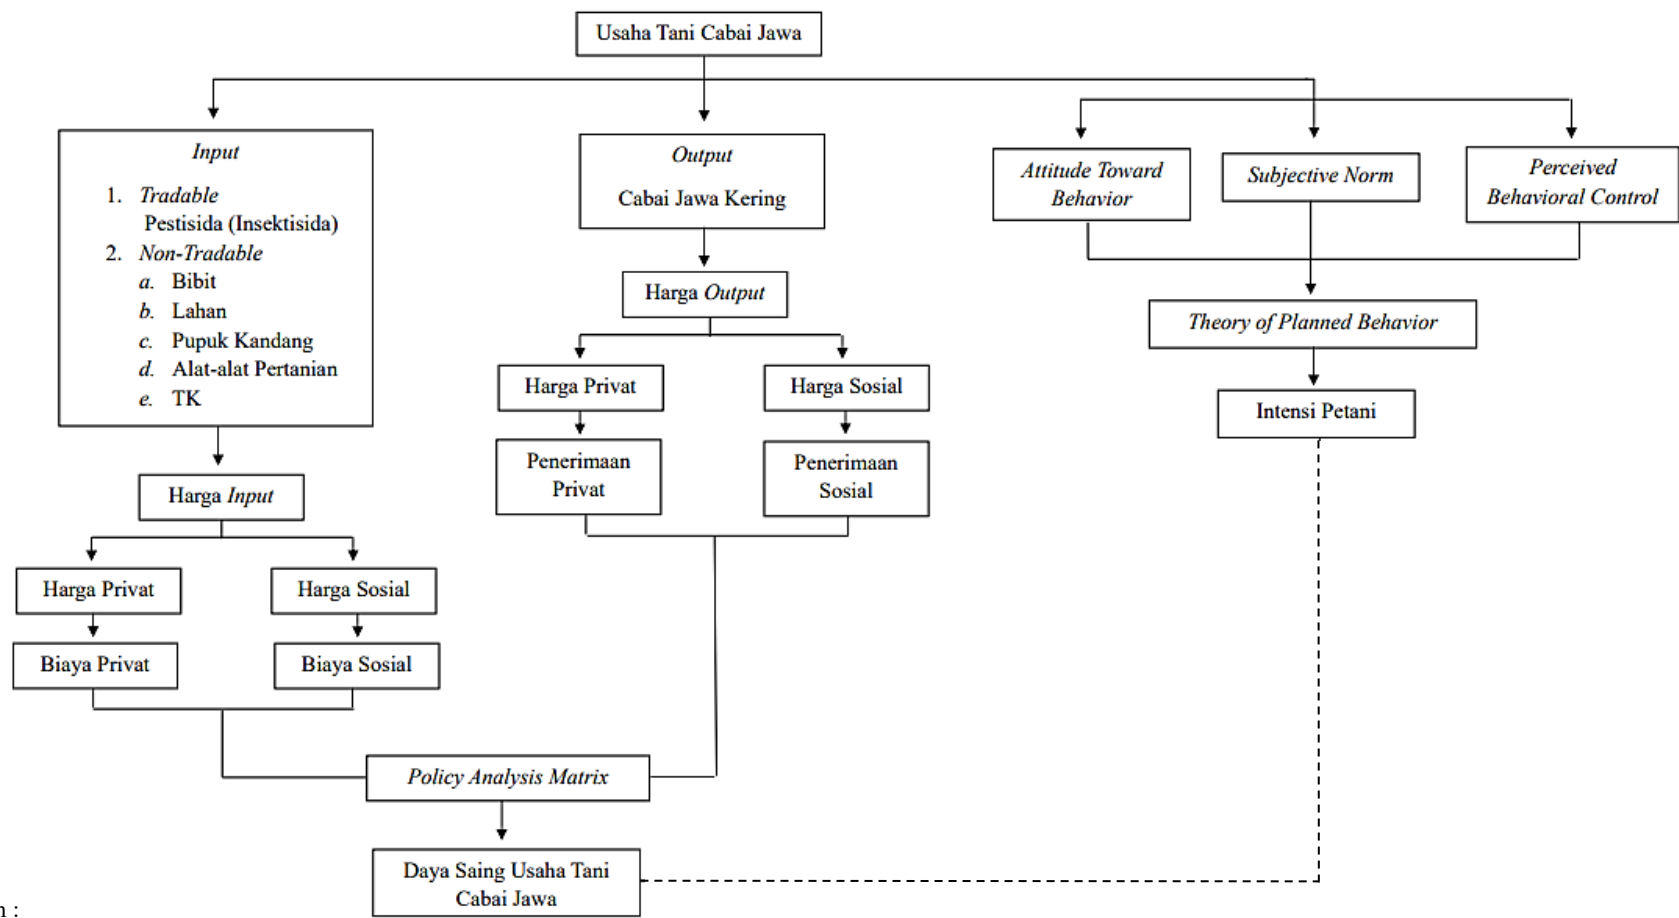 Usaha Tani Cabai Jawa
Input
1. Tradable
Pestisida (Insektisida)
2. Non-Tradable
a. Bibit
b. Lahan
c. Pupuk Kandang
d. Alat-alat Pertanian
e. TK
Harga Input
Harga Privat
Harga Sosial
Biaya Privat
Biaya Sosial
Output
Cabai Jawa Kering
Harga Output
Harga Privat
Harga Sosial
Penerimaan
Privat
Penerimaan
Sosial
Attitude Toward
Behavior
Subjective Norm
Perceived
Behavioral Control
Theory of Planned Behavior
Intensi Petani
Policy Analysis Matrix
Daya Saing Usaha Tani
Cabai Jawa